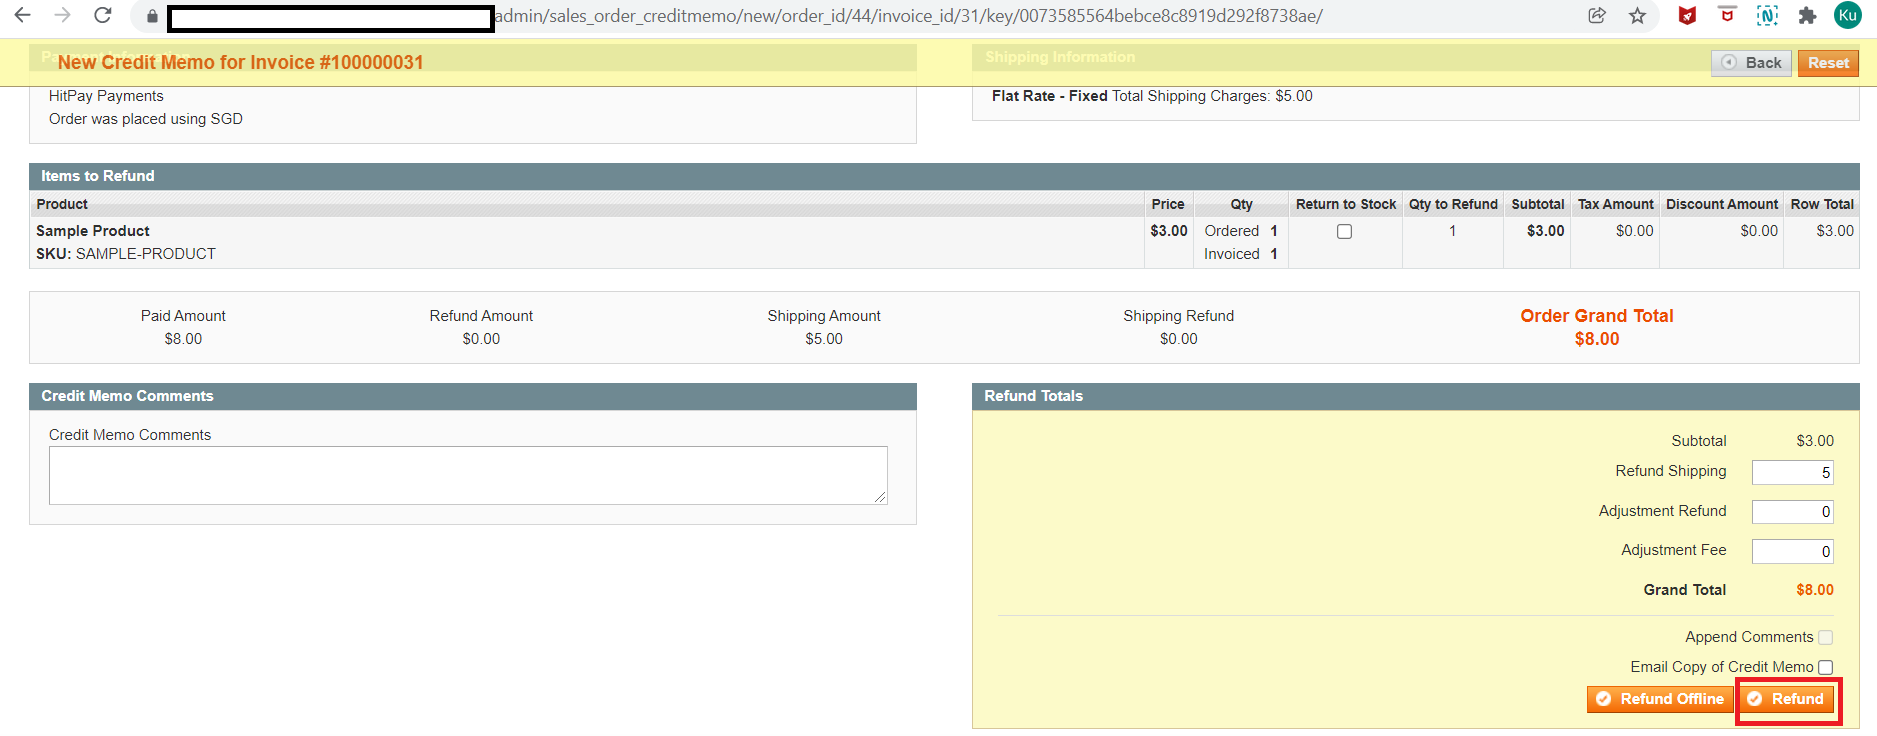 admin/sales_order_creditmemo/new/order_id/44/invoice_id/31/key/0073585564bebce8c8919d292f8738ae/
Ku
Payment Information
New Credit Memo for Invoice #100000031
Shipping Information
Back
Reset
HitPay Payments
Flat Rate - Fixed Total Shipping Charges: $5.00
Order was placed using SGD
Items to Refund
Product Price Qty Return to Stock Qty to Refund Subtotal Tax Amount Discount Amount Row Total
Sample Product $3.00 Ordered 1 1 $3.00 $0.00 $0.00 $3.00
SKU: SAMPLE-PRODUCT Invoiced 1
Paid Amount Refund Amount Shipping Amount Shipping Refund Order Grand Total
$8.00 $0.00 $5.00 $0.00 $8.00
Credit Memo Comments
Credit Memo Comments
Refund Totals
Subtotal $3.00
Refund Shipping 5
Adjustment Refund 0
Adjustment Fee 0
Grand Total $8.00
Append Comments
Email Copy of Credit Memo
Refund Offline
Refund